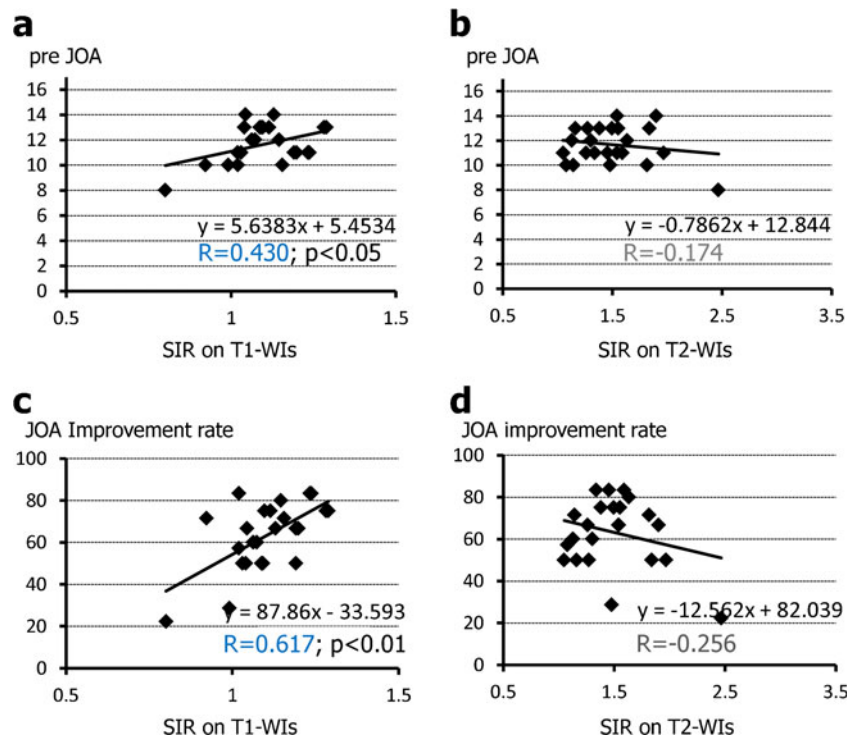 a
pre JOA
16
14
12
10
8
6
4
2
0
y = 5.6383x + 5.4534
R=0.430; p<0.05
0.5 1 1.5
SIR on T1-WIs
b
pre JOA
16
14
12
10
8
6
4
2
0
y = -0.7862x + 12.844
R=-0.174
0.5 1.5 2.5 3.5
SIR on T2-WIs
c
JOA Improvement rate
100
80
60
40
20
0
y = 87.86x - 33.593
R=0.617; p<0.01
0.5 1 1.5
SIR on T1-WIs
d
JOA improvement rate
100
80
60
40
20
0
y = -12.562x + 82.039
R=-0.256
0.5 1.5 2.5 3.5
SIR on T2-WIs